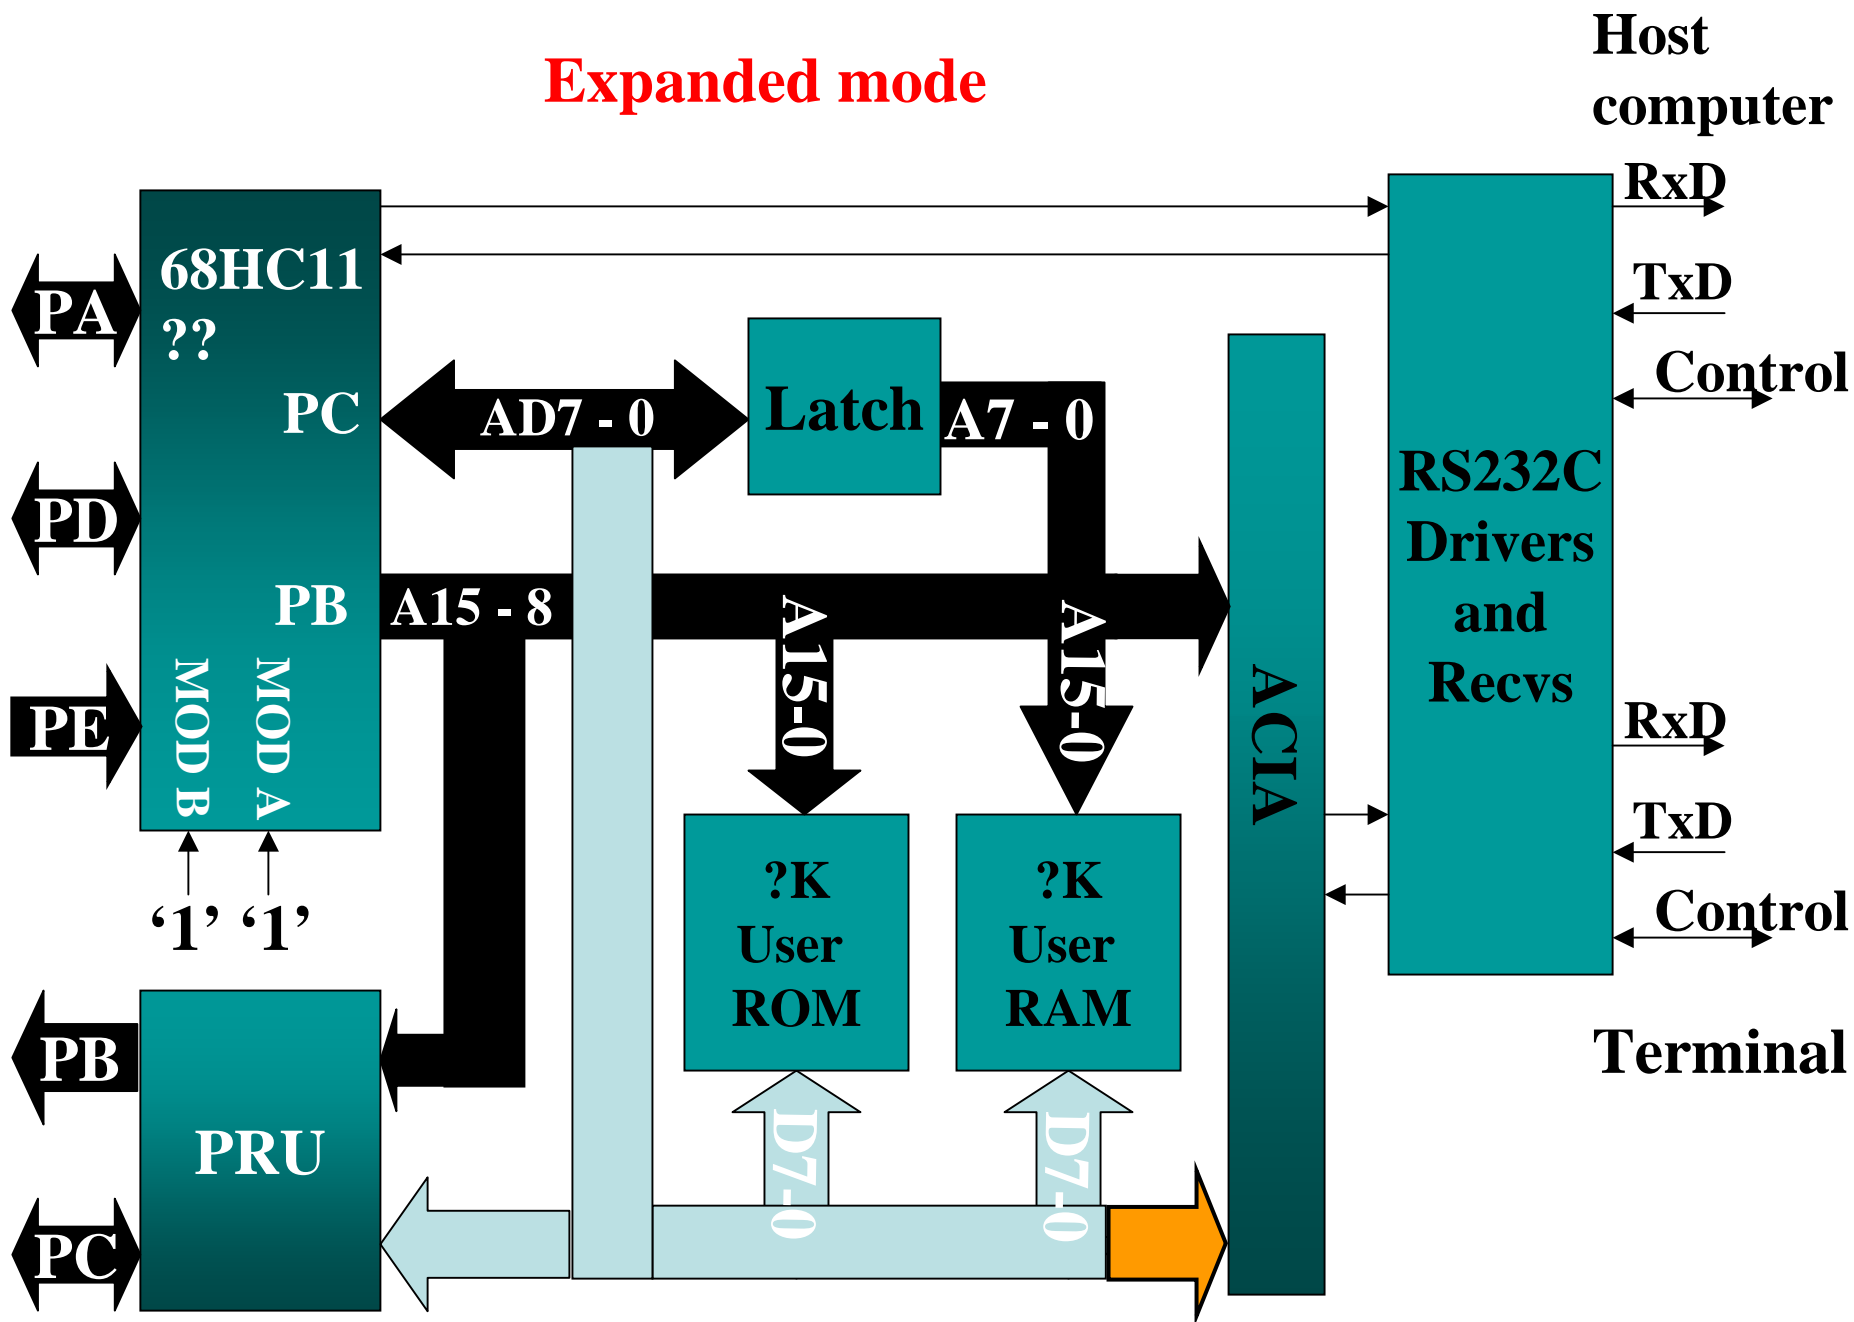 Expanded mode
Host
computer
RxD
TxD
Control
68HC11
??
PA
PC
AD7 - 0
Latch
A7 - 0
RS232C
Drivers
and
Recvs
PD
PB
A15 - 8
A15-0
A15-0
ACIA
PE
MOD B
MOD A
RxD
TxD
Control
‘1’ ‘1’
?K
User
ROM
?K
User
RAM
Terminal
PB
PRU
PC
D7-0
D7-0